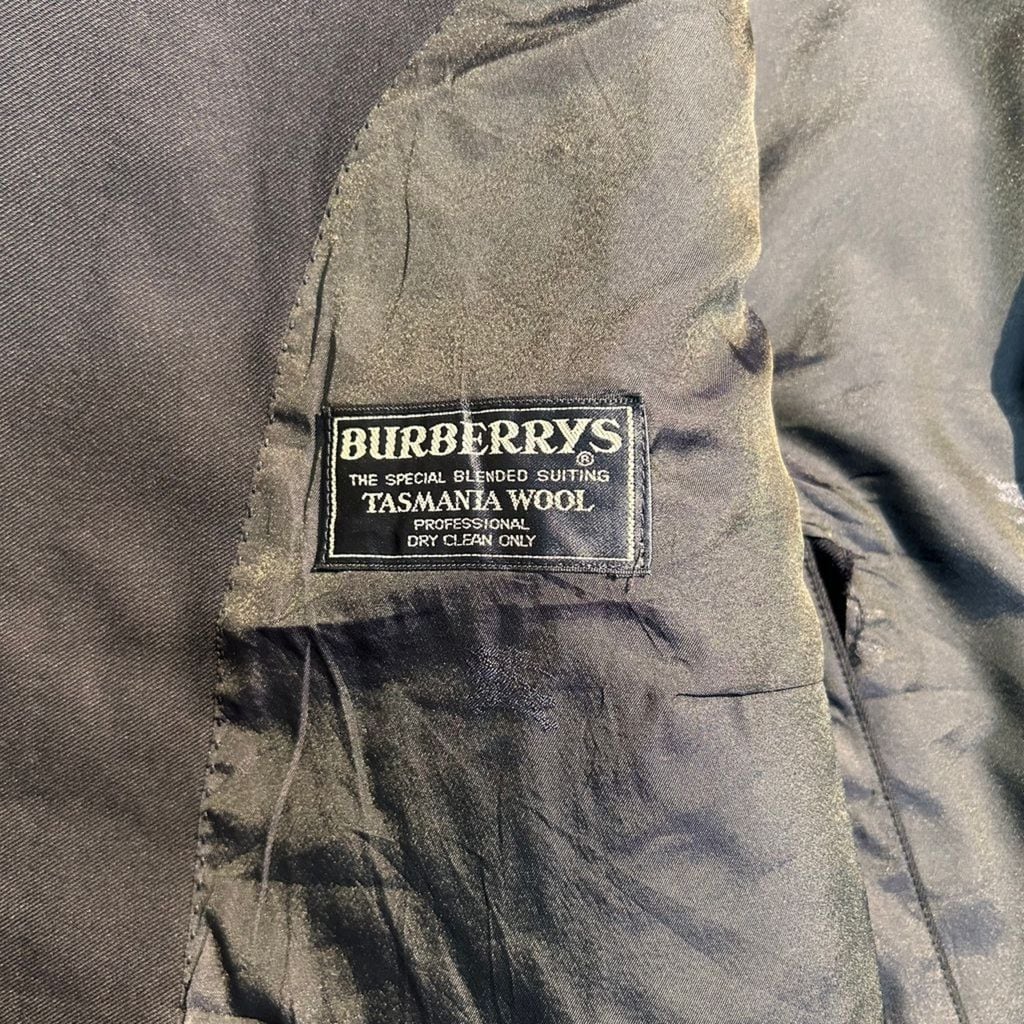 BURBERRYS
®
THE SPECIAL BLENDED SUITING
TASMANIA WOOL
PROFESSIONAL
DRY CLEAN ONLY